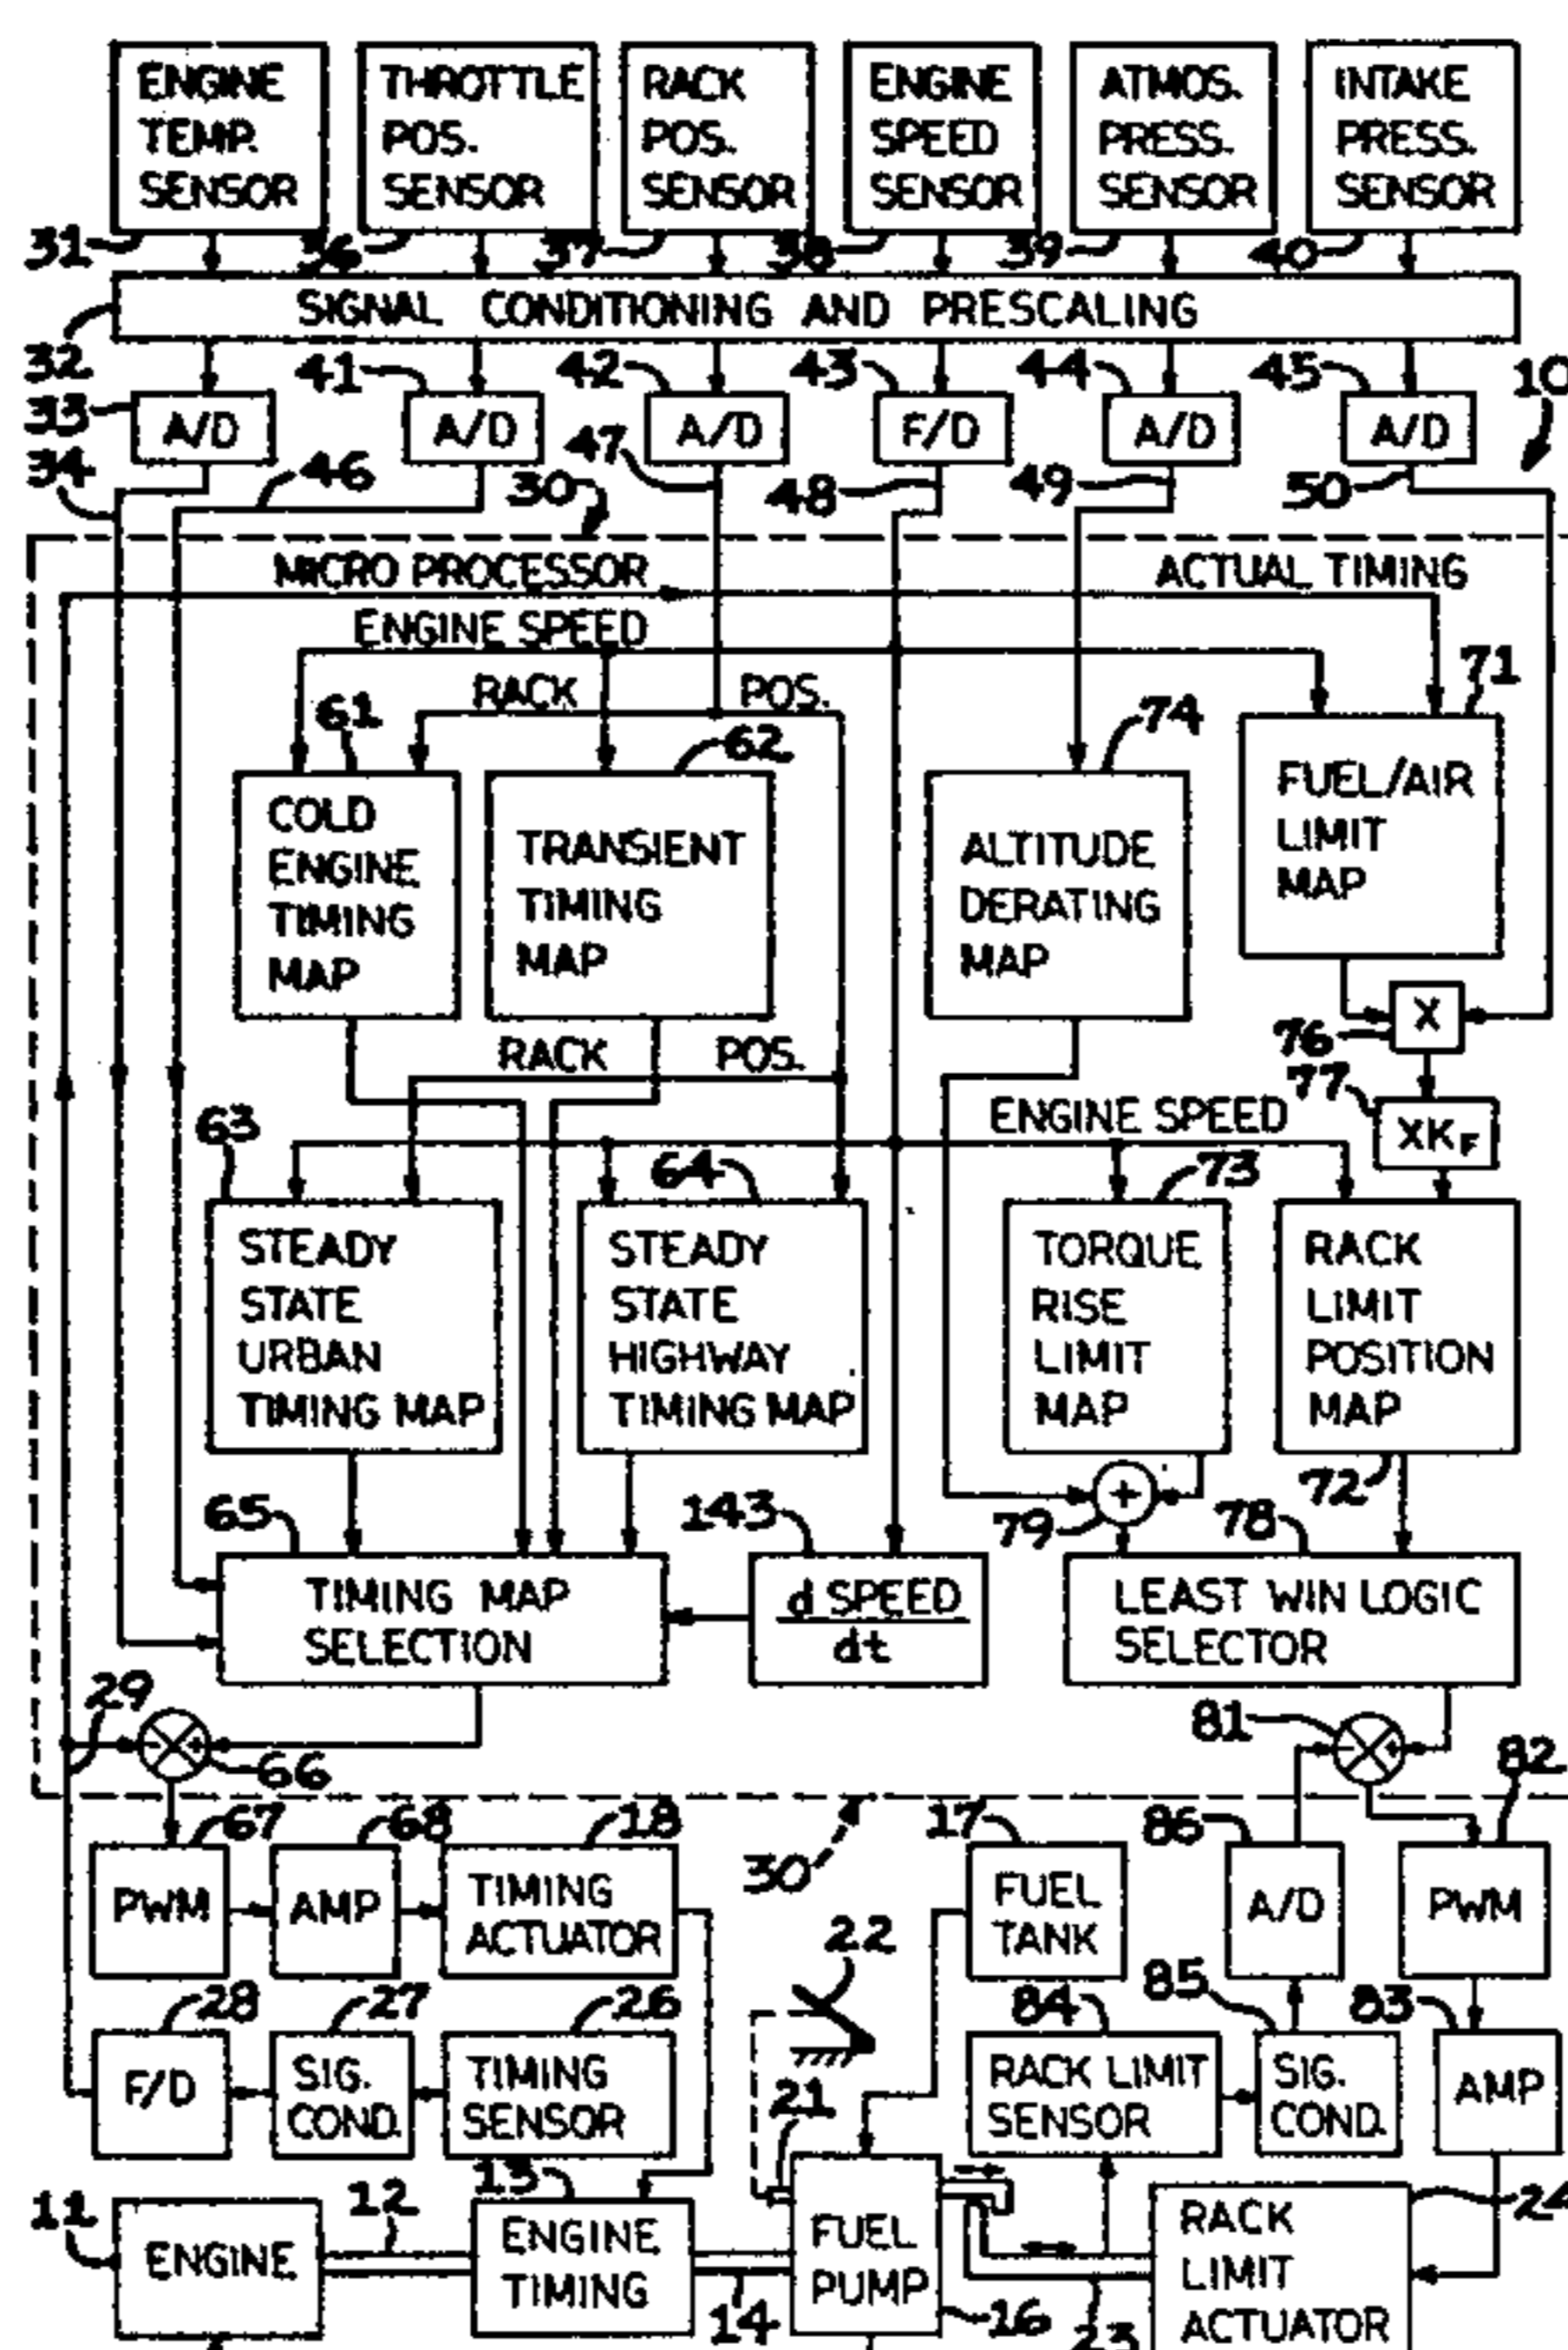 ENGINE
TEMP.
SENSOR
THROTTLE
POS.
SENSOR
RACK
POS.
SENSOR
ENGINE
SPEED
SENSOR
ATMOS.
PRESS.
SENSOR
INTAKE
PRESS.
SENSOR
31
36
37
38
39
40
SIGNAL CONDITIONING AND PRESCALING
32
33
41
42
43
44
45
10
A/D
A/D
A/D
F/D
A/D
A/D
34
46
30
47
48
49
50
MICRO PROCESSOR
ACTUAL TIMING
ENGINE SPEED
RACK POS.
61
62
74
71
COLD
ENGINE
TIMING
MAP
TRANSIENT
TIMING
MAP
ALTITUDE
DERATING
MAP
FUEL/AIR
LIMIT
MAP
X
76
77
XKF
RACK POS.
ENGINE SPEED
63
64
73
STEADY
STATE
URBAN
TIMING MAP
STEADY
STATE
HIGHWAY
TIMING MAP
TORQUE
RISE
LIMIT
MAP
RACK
LIMIT
POSITION
MAP
72
65
143
+
79
78
TIMING MAP
SELECTION
d SPEED
dt
LEAST WIN LOGIC
SELECTOR
29
- +
66
81
- +
82
67
68
18
30
17
86
PWM
AMP
TIMING
ACTUATOR
FUEL
TANK
A/D
PWM
28
27
26
22
84
85
83
F/D
SIG.
COND.
TIMING
SENSOR
21
RACK LIMIT
SENSOR
SIG.
COND.
AMP
11
12
13
24
ENGINE
ENGINE
TIMING
FUEL
PUMP
RACK
LIMIT
ACTUATOR
14
16
23